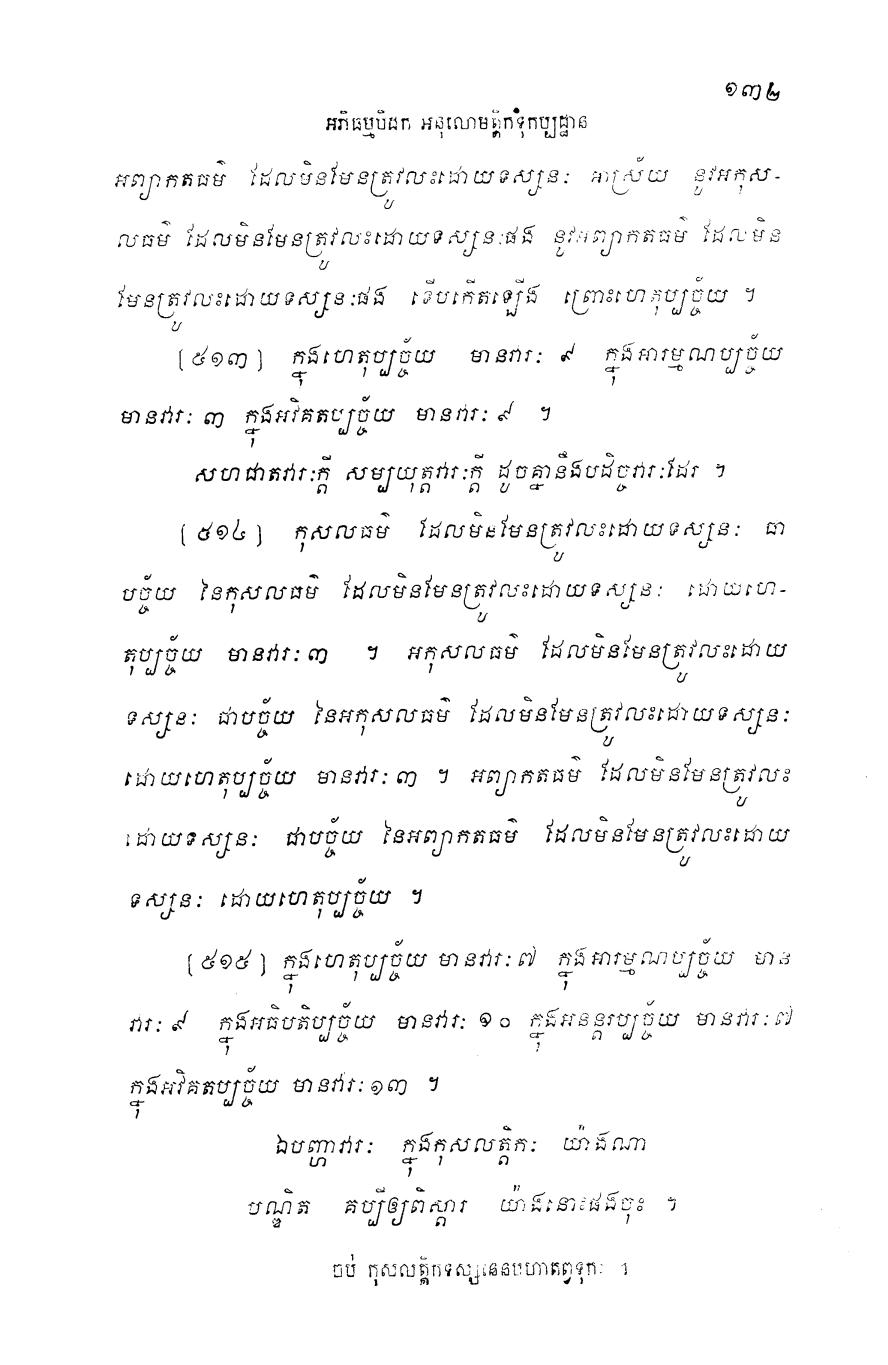 ១៣២
អភិធម្មបិដក អនុលោមត្តិកទុកប្បដ្ឋាន
អព្យាកតធម៌ ដែលមិនមែនត្រូវលះដោយទស្សនៈ អាស្រ័យ នូវអកុស-
លធម៌ ដែលមិនមែនត្រូវលះដោយទស្សនៈផង នូវអព្យាកតធម៌ ដែលមិន
មែនត្រូវលះដោយទស្សនៈផង ទើបកើតឡើង ព្រោះហេតុប្បច្ច័យ ។
[៥១៣] ក្នុងហេតុប្បច្ច័យ មានវារៈ ៩ ក្នុងអារម្មណប្បច្ច័យ
មានវារៈ ៣ ក្នុងអវិគតប្បច្ច័យ មានវារៈ ៩ ។
សហជាតវារៈក្តី សម្បយុត្តវារៈក្តី ដូចគ្នានឹងបដិច្ចវារៈដែរ ។
[៥១៤] កុសលធម៌ ដែលមិនមែនត្រូវលះដោយទស្សនៈ ជា
បច្ច័យ នៃកុសលធម៌ ដែលមិនមែនត្រូវលះដោយទស្សនៈ ដោយហេ-
តុប្បច្ច័យ មានវារៈ ៣ ។ អកុសលធម៌ ដែលមិនមែនត្រូវលះដោយ
ទស្សនៈ ជាបច្ច័យ នៃអកុសលធម៌ ដែលមិនមែនត្រូវលះដោយទស្សនៈ
ដោយហេតុប្បច្ច័យ មានវារៈ ៣ ។ អព្យាកតធម៌ ដែលមិនមែនត្រូវលះ
ដោយទស្សនៈ ជាបច្ច័យ នៃអព្យាកតធម៌ ដែលមិនមែនត្រូវលះដោយ
ទស្សនៈ ដោយហេតុប្បច្ច័យ ។
[៥១៥] ក្នុងហេតុប្បច្ច័យ មានវារៈ ៧ ក្នុងអារម្មណប្បច្ច័យ មាន
វារៈ ៩ ក្នុងអធិបតិប្បច្ច័យ មានវារៈ ១០ ក្នុងអនន្តរប្បច្ច័យ មានវារៈ ៧
ក្នុងអវិគតប្បច្ច័យ មានវារៈ ១៣ ។
ឯបញ្ហាវារៈ ក្នុងកុសលត្តិកៈ យ៉ាងណា
បណ្ឌិត គប្បីឲ្យពិស្តារ យ៉ាងនោះផងចុះ ។
ចប់ កុសលត្តិកទស្សនេនបហាតព្វទុកៈ ។